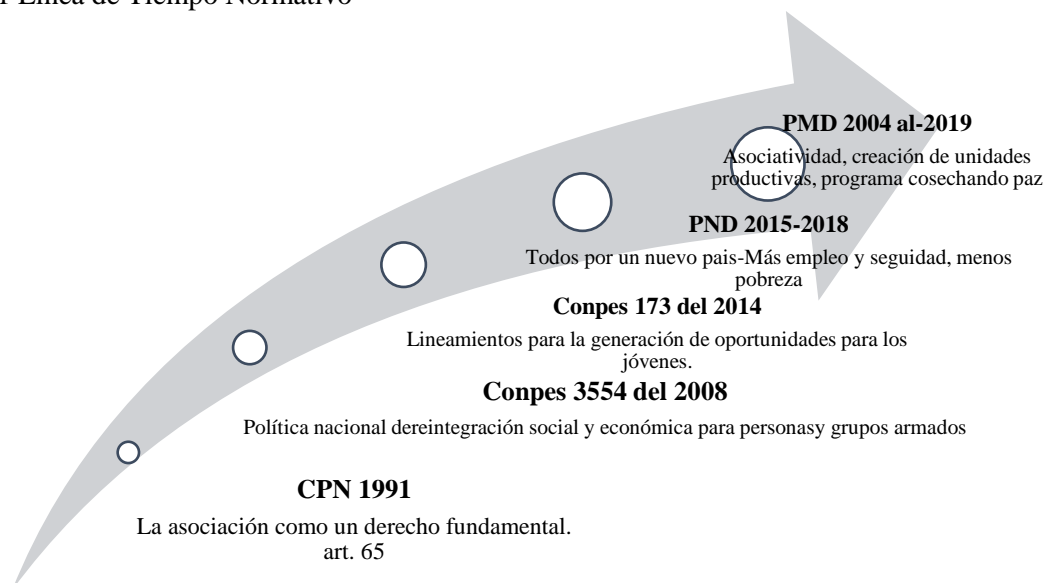 Línea de Tiempo Normativo
PMD 2004 al-2019
Asociatividad, creación de unidades
productivas, programa cosechando paz
PND 2015-2018
Todos por un nuevo pais-Más empleo y seguidad, menos
pobreza
Conpes 173 del 2014
Lineamientos para la generación de oportunidades para los
jóvenes.
Conpes 3554 del 2008
Política nacional dereintegración social y económica para personasy grupos armados
CPN 1991
La asociación como un derecho fundamental.
art. 65